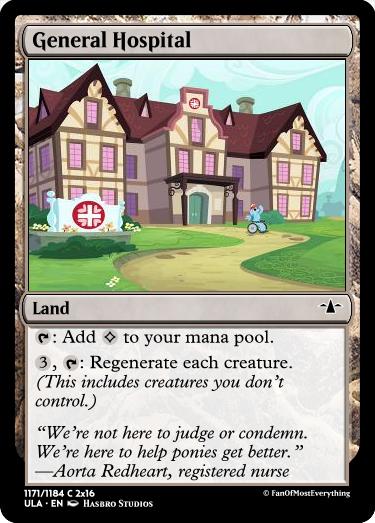 General Hospital
Land
: Add to your mana pool.
3, : Regenerate each creature.
(This includes creatures you don't
control.)
“We're not here to judge or condemn.
We're here to help ponies get better.”
—Aorta Redheart, registered nurse
1171/1184 C 2x16
ULA · EN Hasbro Studios
© FanOfMostEverything